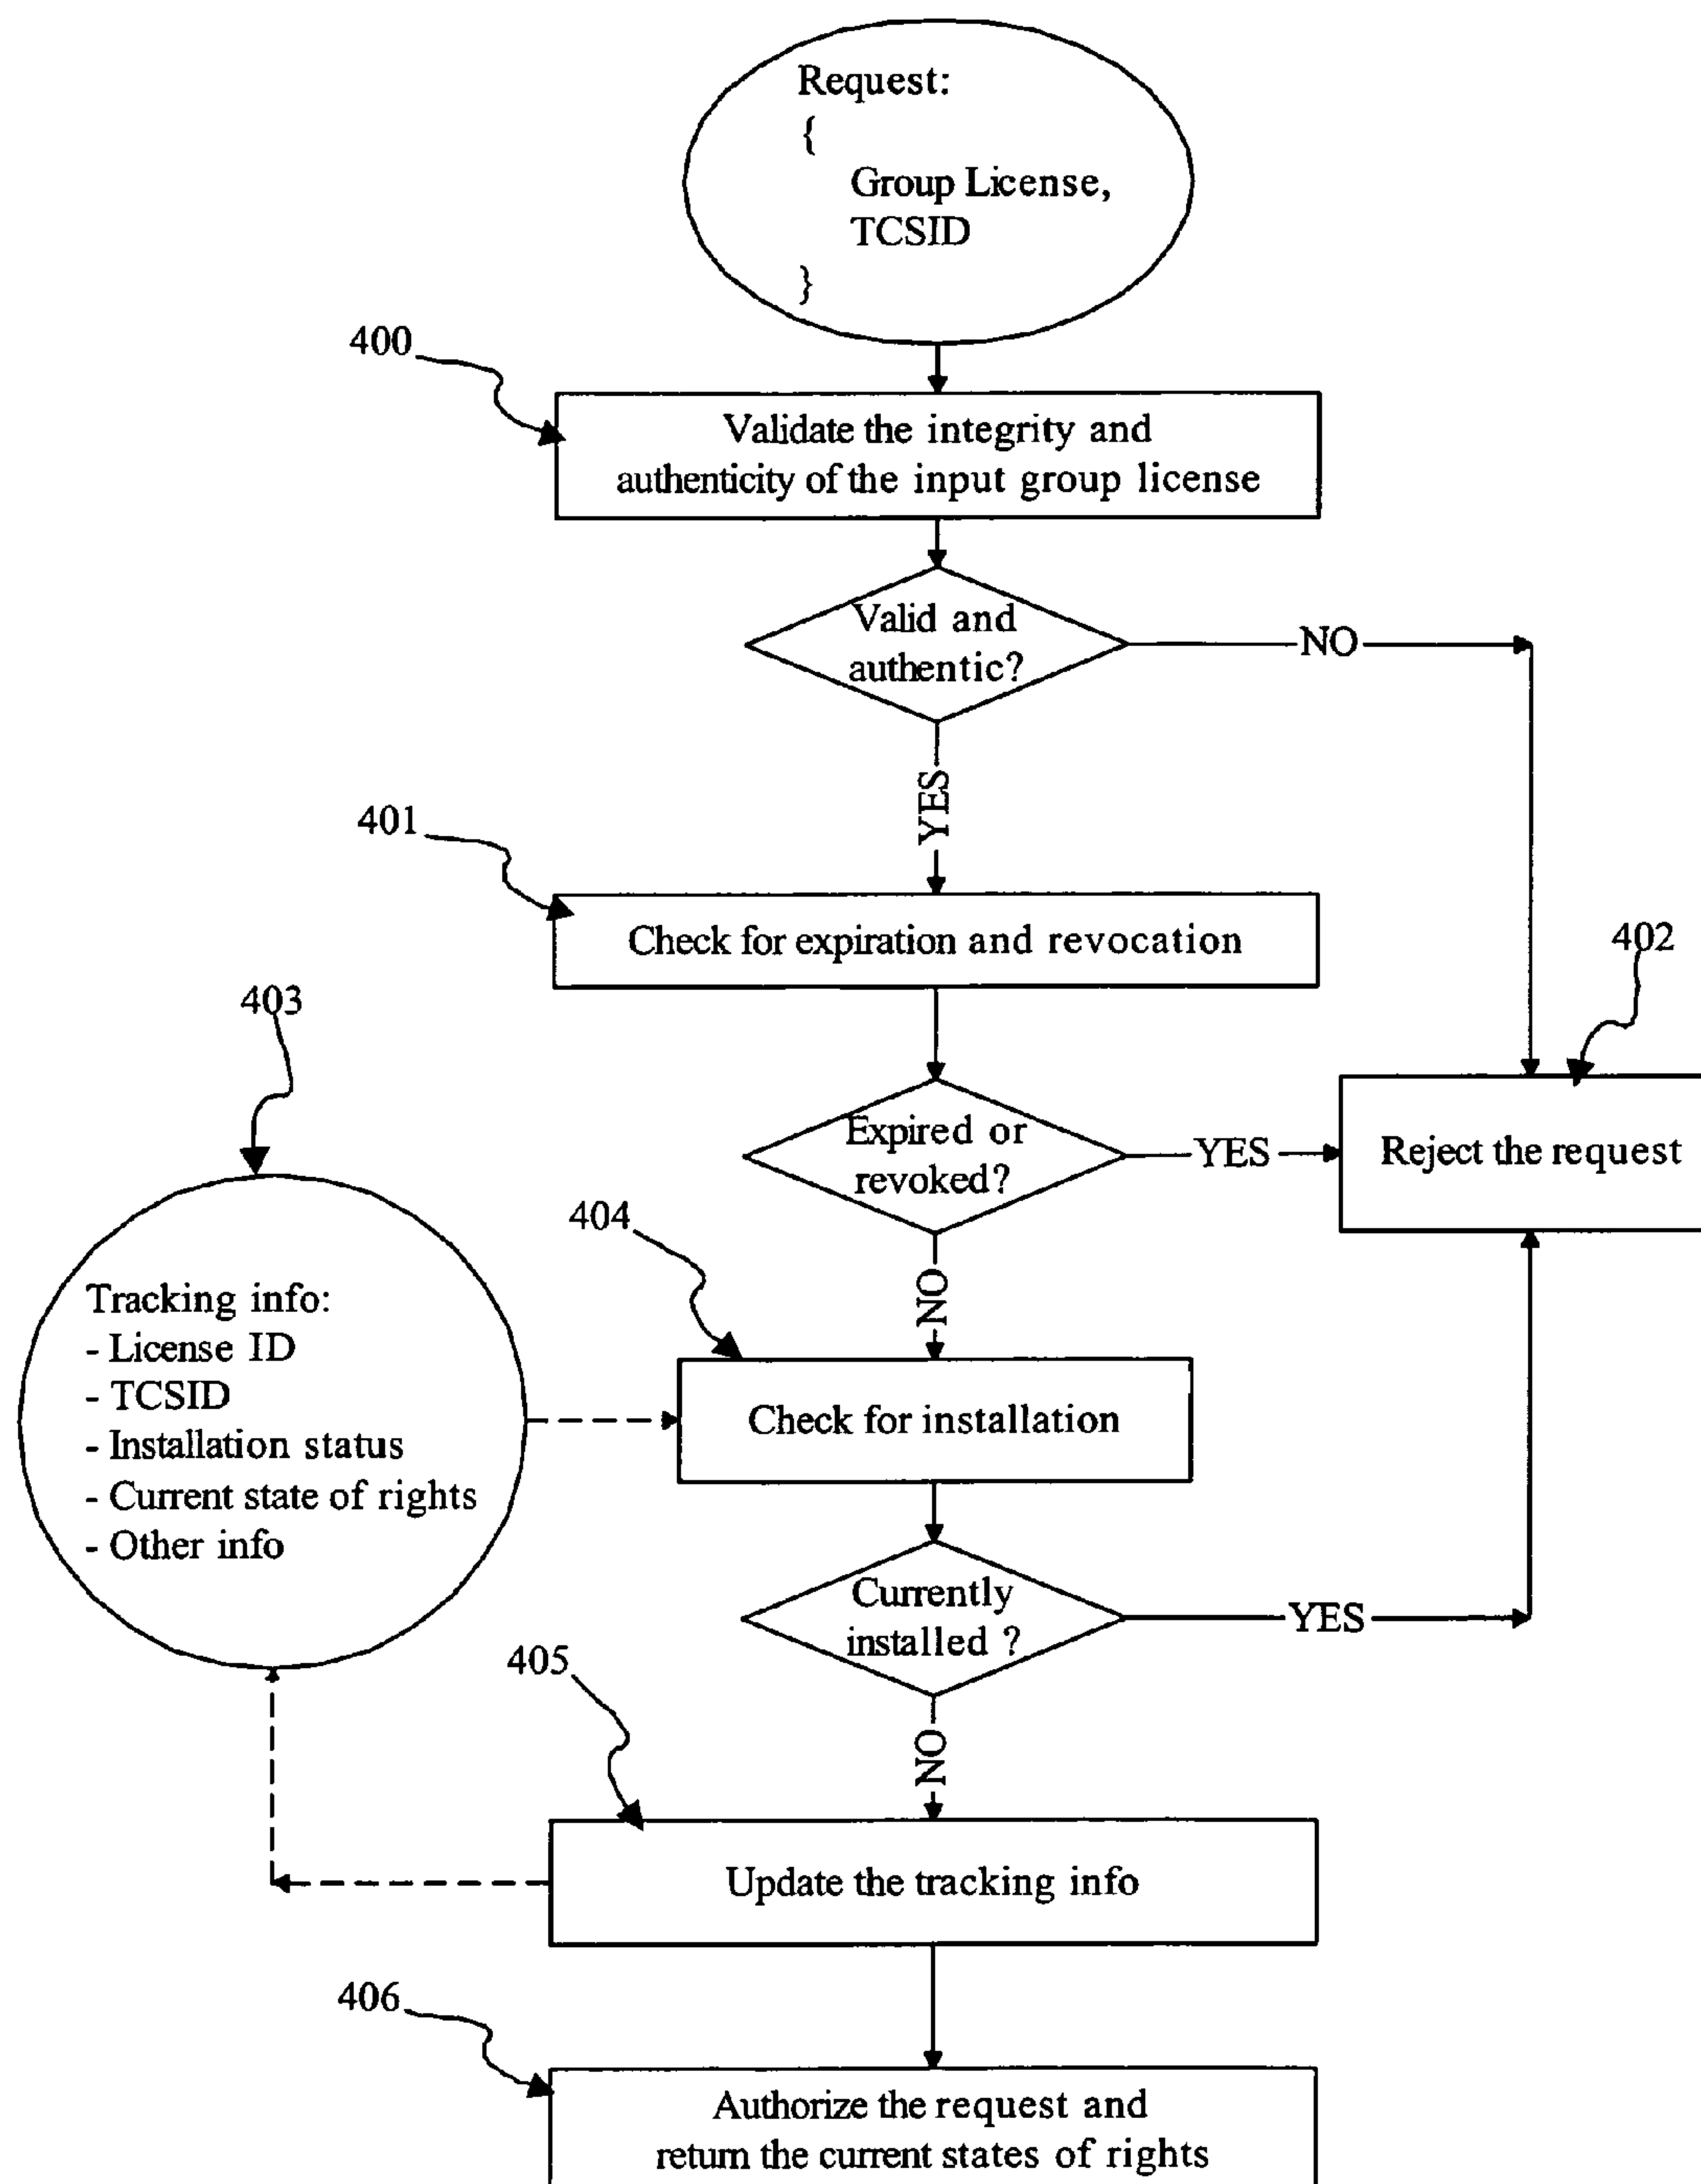 Request:
{
Group License,
TCSID
}
400
Validate the integrity and
authenticity of the input group license
Valid and
authentic?
NO
YES
401
Check for expiration and revocation
402
403
Expired or
revoked?
YES
Reject the request
404
NO
Tracking info:
- License ID
- TCSID
- Installation status
- Current state of rights
- Other info
Check for installation
Currently
installed ?
YES
405
NO
Update the tracking info
406
Authorize the request and
return the current states of rights